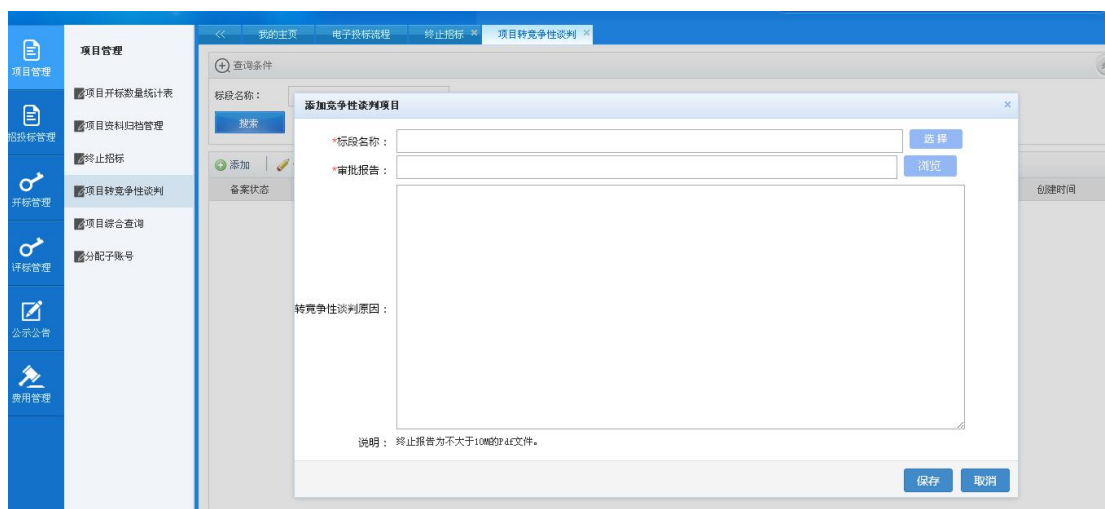 << 我的主页 电子投标流程 终止招标 × 项目转竞争性谈判 ×
项目管理
招投标管理
开标管理
评标管理
公示公告
费用管理
项目管理
项目开标数量统计表
项目资料归档管理
终止招标
项目转竞争性谈判
项目综合查询
分配子账号
查询条件
标段名称：
搜索
添加
备案状态 创建时间
添加竞争性谈判项目 ×
*标段名称： 选择
*审批报告： 浏览
转竞争性谈判原因：
说明： 终止报告为不大于10M的Pdf文件。
保存 取消